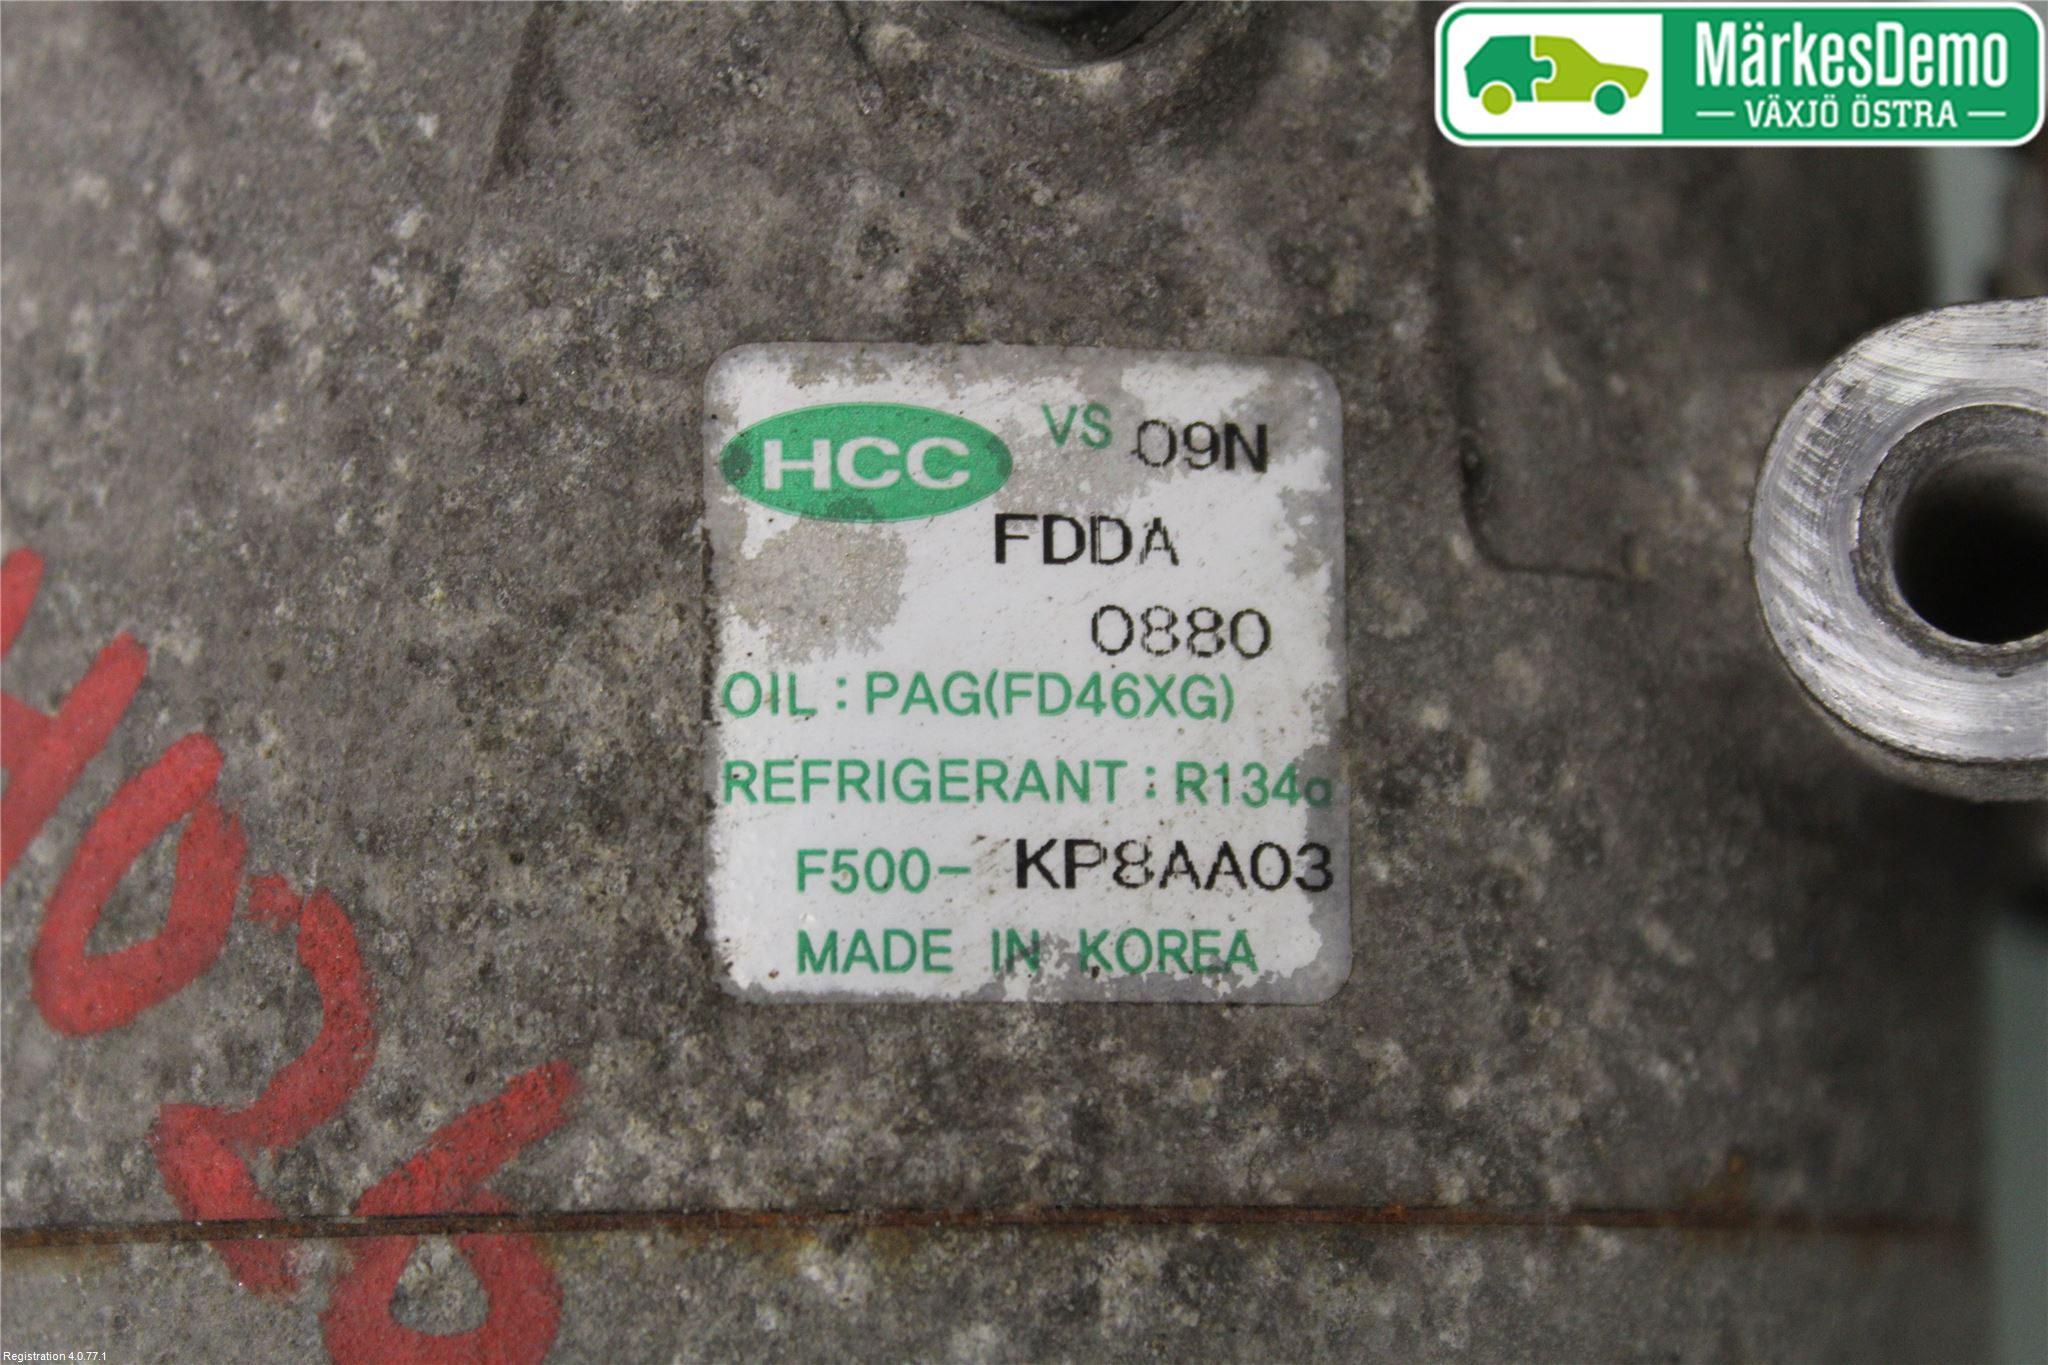 MärkesDemo
VÄXJÖ ÖSTRA
HCC VS 09N
FDDA
0880
OIL : PAG(FD46XG)
REFRIGERANT : R134a
F500- KP8AA03
MADE IN KOREA
Registration 4.0.77.1